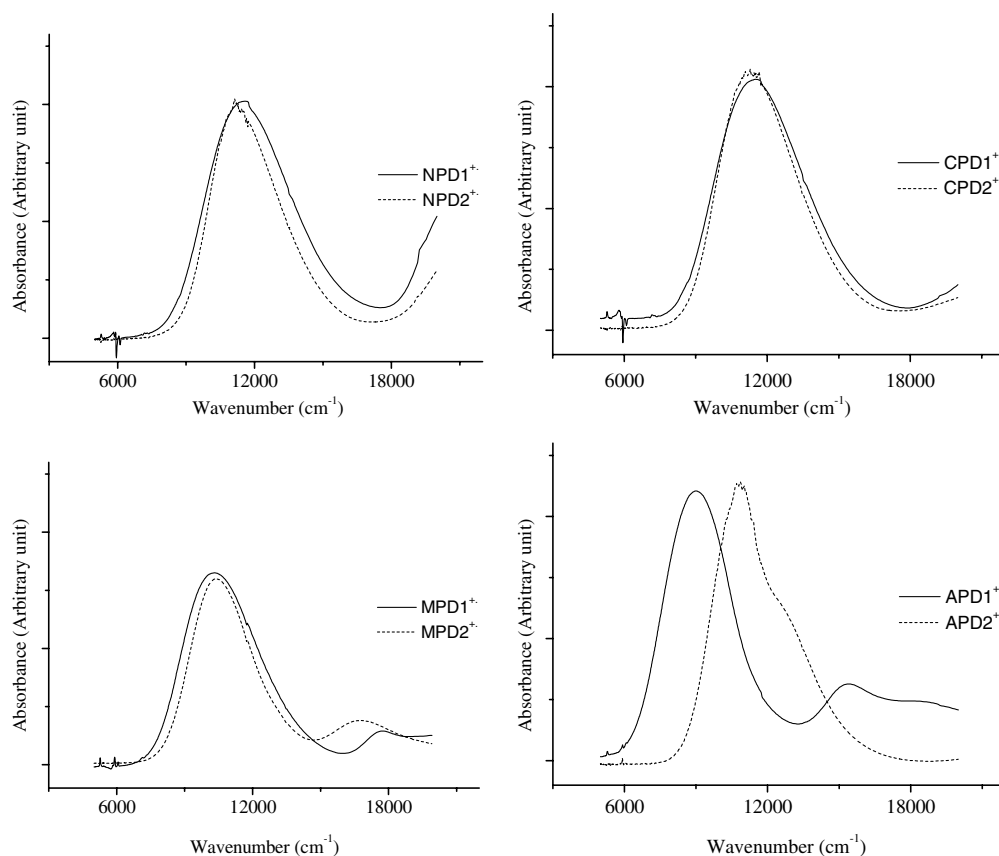 Absorbance (Arbitrary unit)
NPD1⁺·
NPD2⁺·
6000 12000 18000
Wavenumber (cm⁻¹)
Absorbance (Arbitrary unit)
CPD1⁺
CPD2⁺
6000 12000 18000
Wavenumber (cm⁻¹)
Absorbance (Arbitrary unit)
MPD1⁺·
MPD2⁺·
6000 12000 18000
Wavenumber (cm⁻¹)
Absorbance (Arbitrary unit)
APD1⁺
APD2⁺
6000 12000 18000
Wavenumber (cm⁻¹)